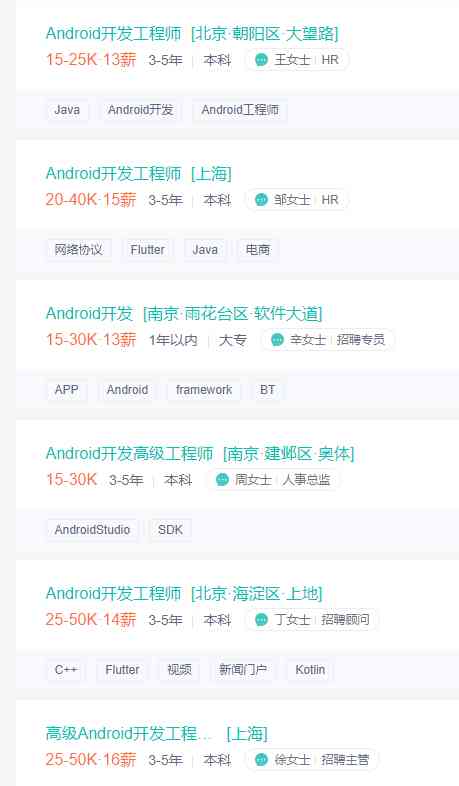 Android开发工程师 [北京·朝阳区·大望路]
15-25K·13薪 3-5年 本科 王女士 HR
Java Android开发 Android工程师
Android开发工程师 [上海]
20-40K·15薪 3-5年 本科 邹女士 HR
网络协议 Flutter Java 电商
Android开发 [南京·雨花台区·软件大道]
15-30K·13薪 1年以内 大专 辛女士 招聘专员
APP Android framework BT
Android开发高级工程师 [南京·建邺区·奥体]
15-30K 3-5年 本科 周女士 人事总监
AndroidStudio SDK
Android开发工程师 [北京·海淀区·上地]
25-50K·14薪 3-5年 本科 丁女士 招聘顾问
C++ Flutter 视频 新闻门户 Kotlin
高级Android开发工程... [上海]
25-50K·16薪 3-5年 本科 徐女士 招聘主管